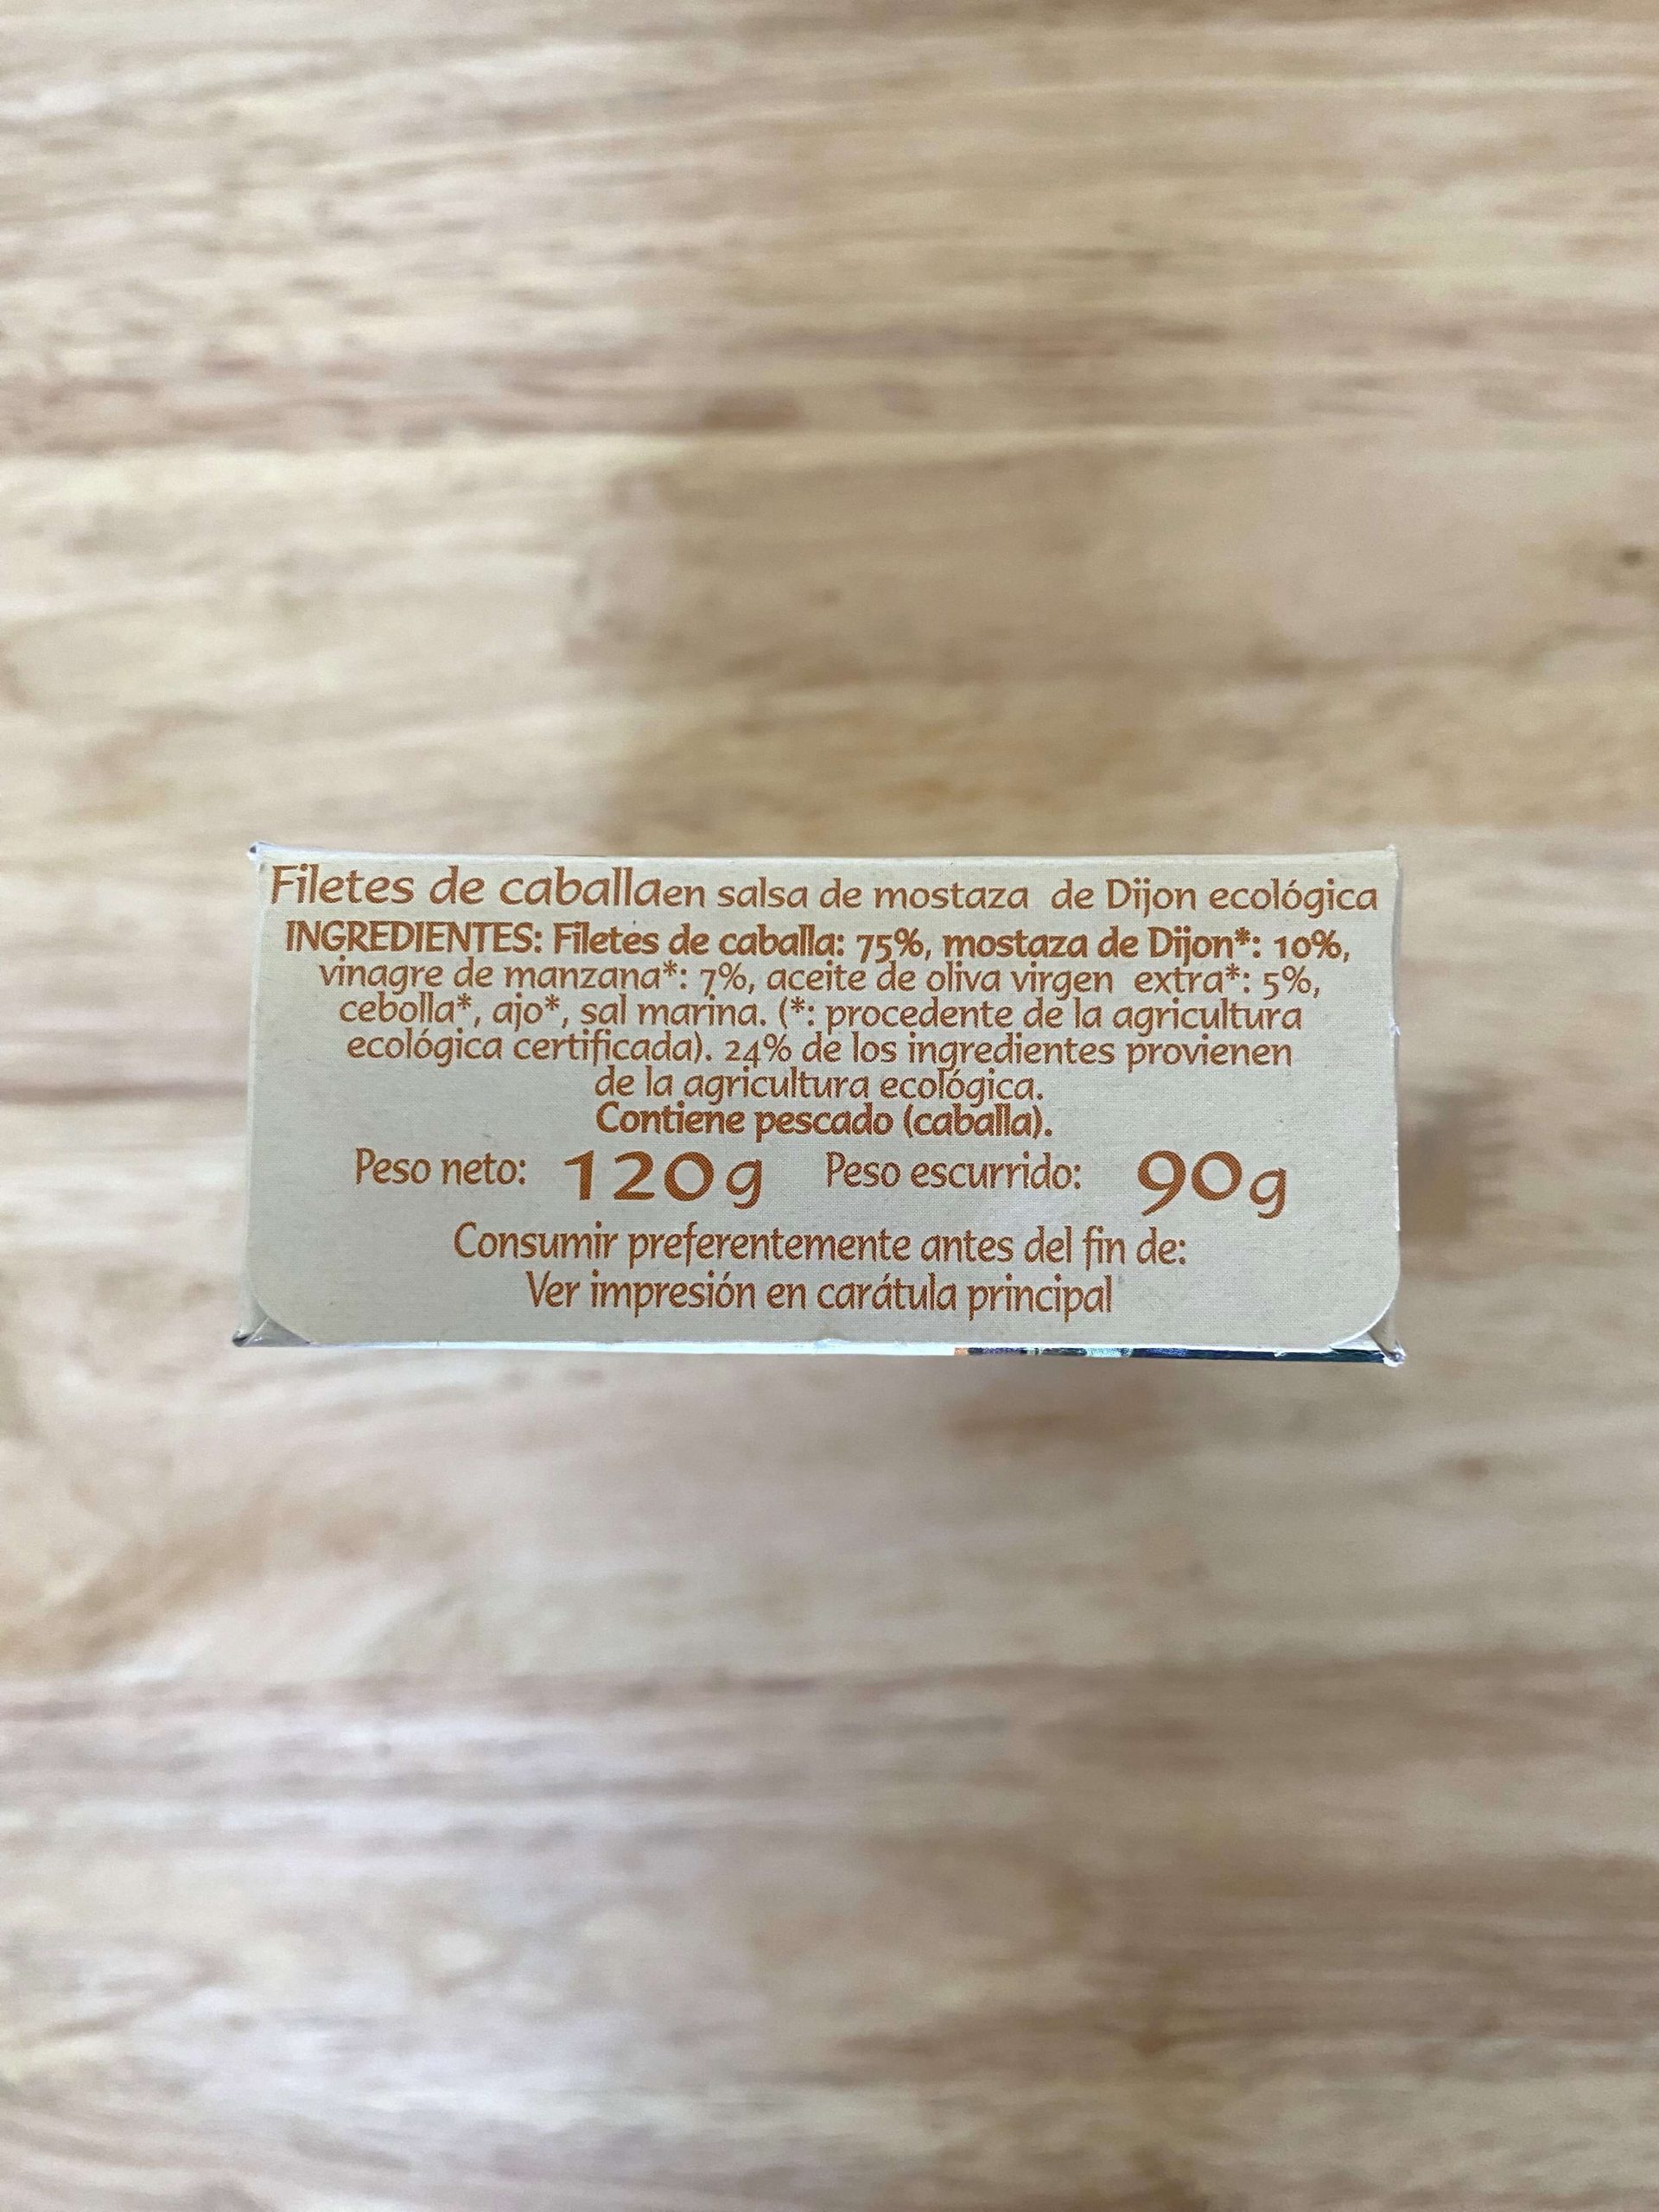 Filetes de caballaen salsa de mostaza de Dijon ecológica
INGREDIENTES: Filetes de caballa: 75%, mostaza de Dijon*: 10%,
vinagre de manzana*: 7%, aceite de oliva virgen extra*: 5%,
cebolla*, ajo*, sal marina. (*: procedente de la agricultura
ecológica certificada). 24% de los ingredientes provienen
de la agricultura ecológica.
Contiene pescado (caballa).
Peso neto: 120g Peso escurrido: 90g
Consumir preferentemente antes del fin de:
Ver impresión en carátula principal